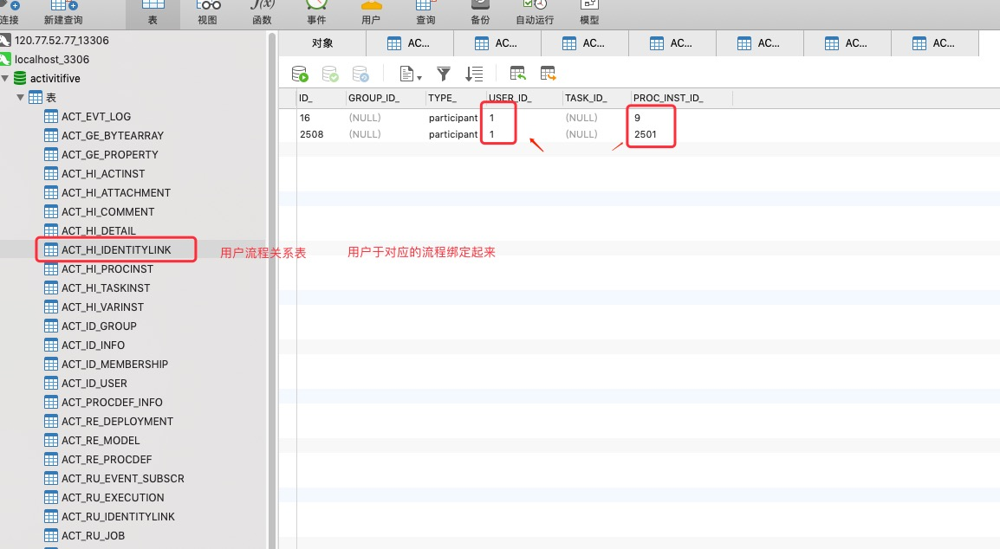 连接 新建查询 表 视图 函数 事件 用户 查询 备份 自动运行 模型
120.77.52.77_13306
localhost_3306
activitifive
表
ACT_EVT_LOG
ACT_GE_BYTEARRAY
ACT_GE_PROPERTY
ACT_HI_ACTINST
ACT_HI_ATTACHMENT
ACT_HI_COMMENT
ACT_HI_DETAIL
ACT_HI_IDENTITYLINK
ACT_HI_PROCINST
ACT_HI_TASKINST
ACT_HI_VARINST
ACT_ID_GROUP
ACT_ID_INFO
ACT_ID_MEMBERSHIP
ACT_ID_USER
ACT_PROCDEF_INFO
ACT_RE_DEPLOYMENT
ACT_RE_MODEL
ACT_RE_PROCDEF
ACT_RU_EVENT_SUBSCR
ACT_RU_EXECUTION
ACT_RU_IDENTITYLINK
ACT_RU_JOB
对象 AC... AC... AC... AC... AC... AC... AC...
ID_ GROUP_ID_ TYPE_ USER_ID_ TASK_ID_ PROC_INST_ID_
16 (NULL) participant 1 (NULL) 9
2508 (NULL) participant 1 (NULL) 2501
用户流程关系表 用户于对应的流程绑定起来